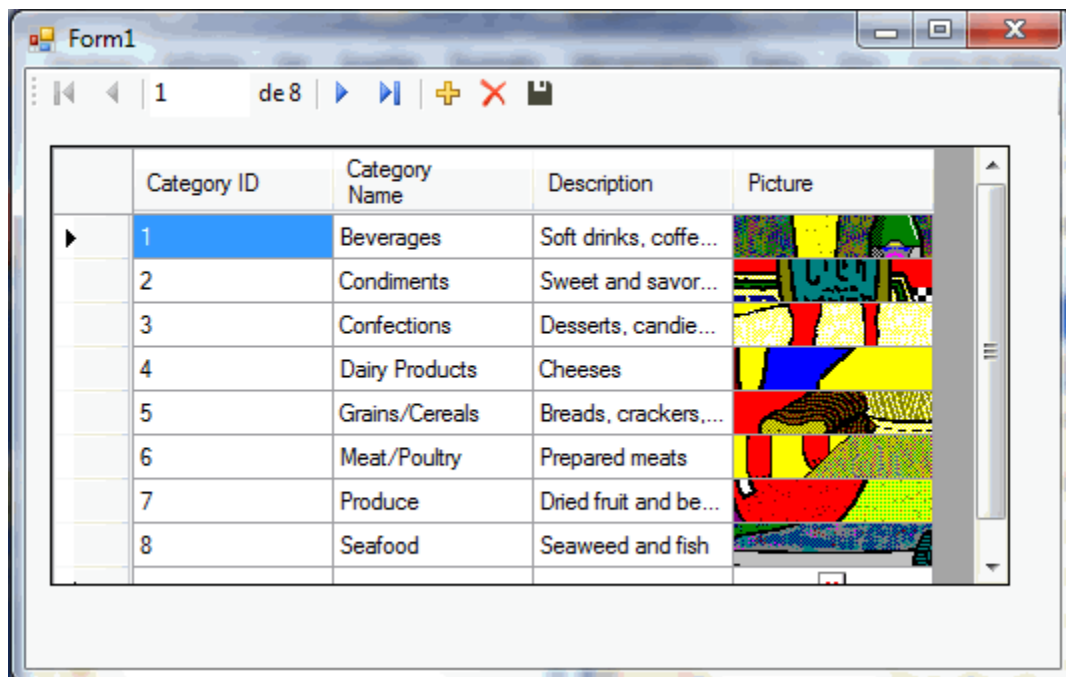 Form1
1 de 8
Category ID Category Name Description Picture
1 Beverages Soft drinks, coffe...
2 Condiments Sweet and savor...
3 Confections Desserts, candie...
4 Dairy Products Cheeses
5 Grains/Cereals Breads, crackers,...
6 Meat/Poultry Prepared meats
7 Produce Dried fruit and be...
8 Seafood Seaweed and fish